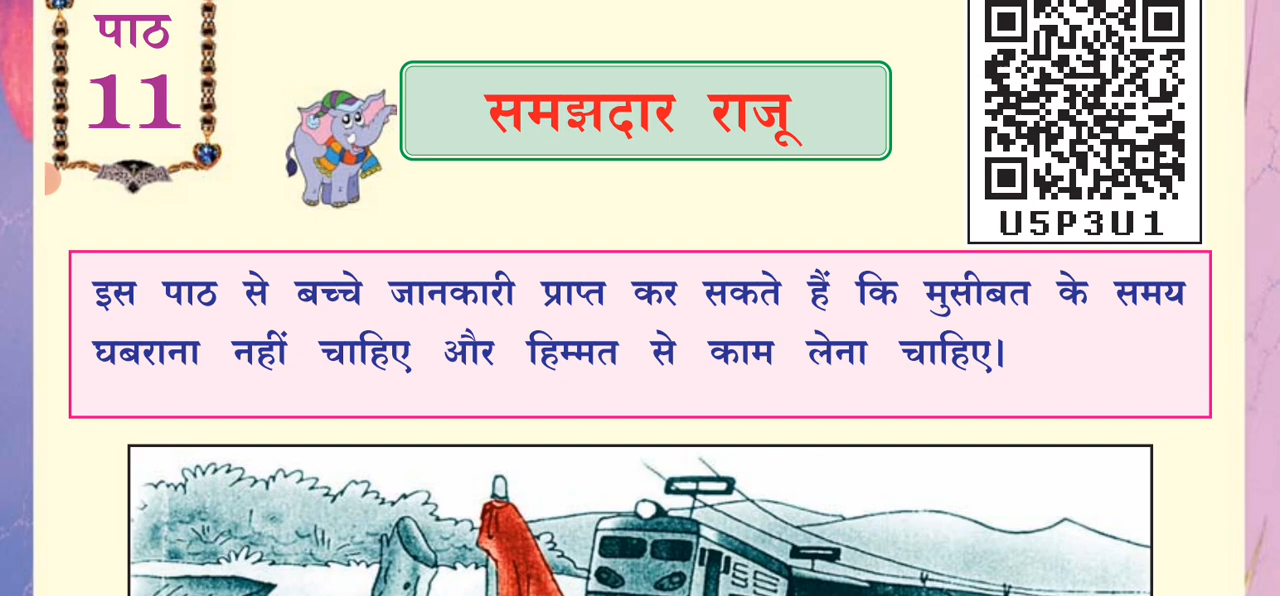 पाठ
11
समझदार राजू
U5P3U1
इस पाठ से बच्चे जानकारी प्राप्त कर सकते हैं कि मुसीबत के समय
घबराना नहीं चाहिए और हिम्मत से काम लेना चाहिए।